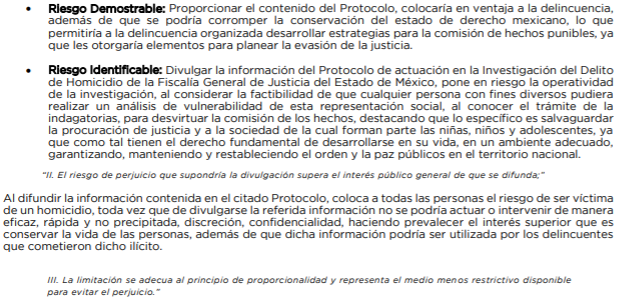 • Riesgo Demostrable: Proporcionar el contenido del Protocolo, colocaría en ventaja a la delincuencia,
además de que se podría corromper la conservación del estado de derecho mexicano, lo que
permitiría a la delincuencia organizada desarrollar estrategias para la comisión de hechos punibles, ya
que les otorgaría elementos para planear la evasión de la justicia.
• Riesgo Identificable: Divulgar la información del Protocolo de actuación en la Investigación del Delito
de Homicidio de la Fiscalía General de Justicia del Estado de México, pone en riesgo la operatividad
de la investigación, al considerar la factibilidad de que cualquier persona con fines diversos pudiera
realizar un análisis de vulnerabilidad de esta representación social, al conocer el trámite de la
indagatorias, para desvirtuar la comisión de los hechos, destacando que lo específico es salvaguardar
la procuración de justicia y a la sociedad de la cual forman parte las niñas, niños y adolescentes, ya
que como tal tienen el derecho fundamental de desarrollarse en su vida, en un ambiente adecuado,
garantizando, manteniendo y restableciendo el orden y la paz públicos en el territorio nacional.
"II. El riesgo de perjuicio que supondría la divulgación supera el interés público general de que se difunda;"
Al difundir la información contenida en el citado Protocolo, coloca a todas las personas el riesgo de ser víctima
de un homicidio, toda vez que de divulgarse la referida información no se podría actuar o intervenir de manera
eficaz, rápida y no precipitada, discreción, confidencialidad, haciendo prevalecer el interés superior que es
conservar la vida de las personas, además de que dicha información podría ser utilizada por los delincuentes
que cometieron dicho ilícito.
III. La limitación se adecua al principio de proporcionalidad y representa el medio menos restrictivo disponible
para evitar el perjuicio."